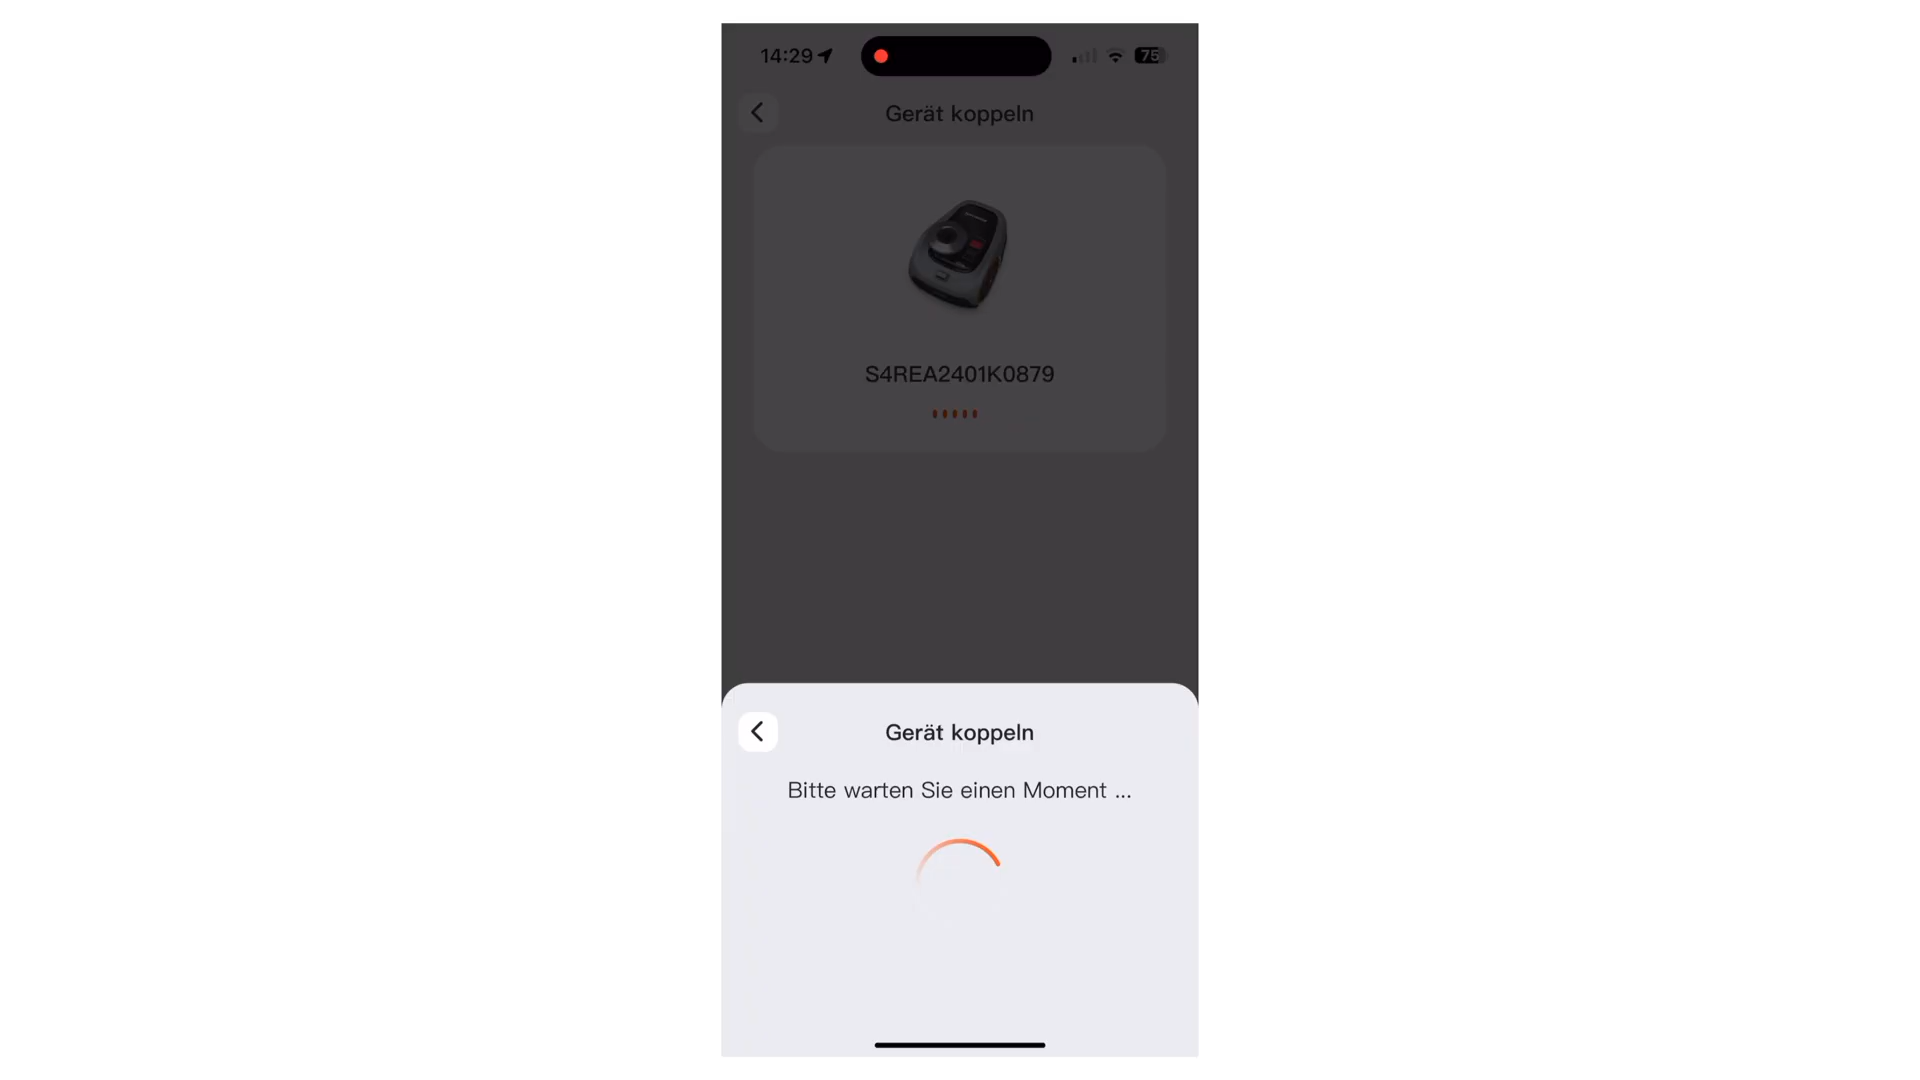 14:29
75
Gerät koppeln
S4REA2401K0879
Gerät koppeln
Bitte warten Sie einen Moment ...